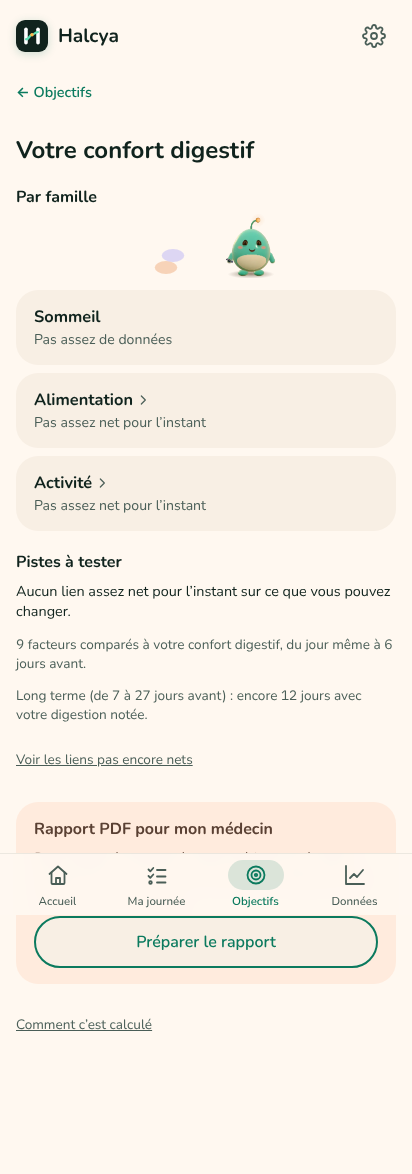 Halcya
← Objectifs
Votre confort digestif
Par famille
Sommeil
Pas assez de données
Alimentation >
Pas assez net pour l’instant
Activité >
Pas assez net pour l’instant
Pistes à tester
Aucun lien assez net pour l’instant sur ce que vous pouvez
changer.
9 facteurs comparés à votre confort digestif, du jour même à 6
jours avant.
Long terme (de 7 à 27 jours avant) : encore 12 jours avec
votre digestion notée.
Voir les liens pas encore nets
Rapport PDF pour mon médecin
Accueil
Ma journée
Objectifs
Données
Préparer le rapport
Comment c’est calculé